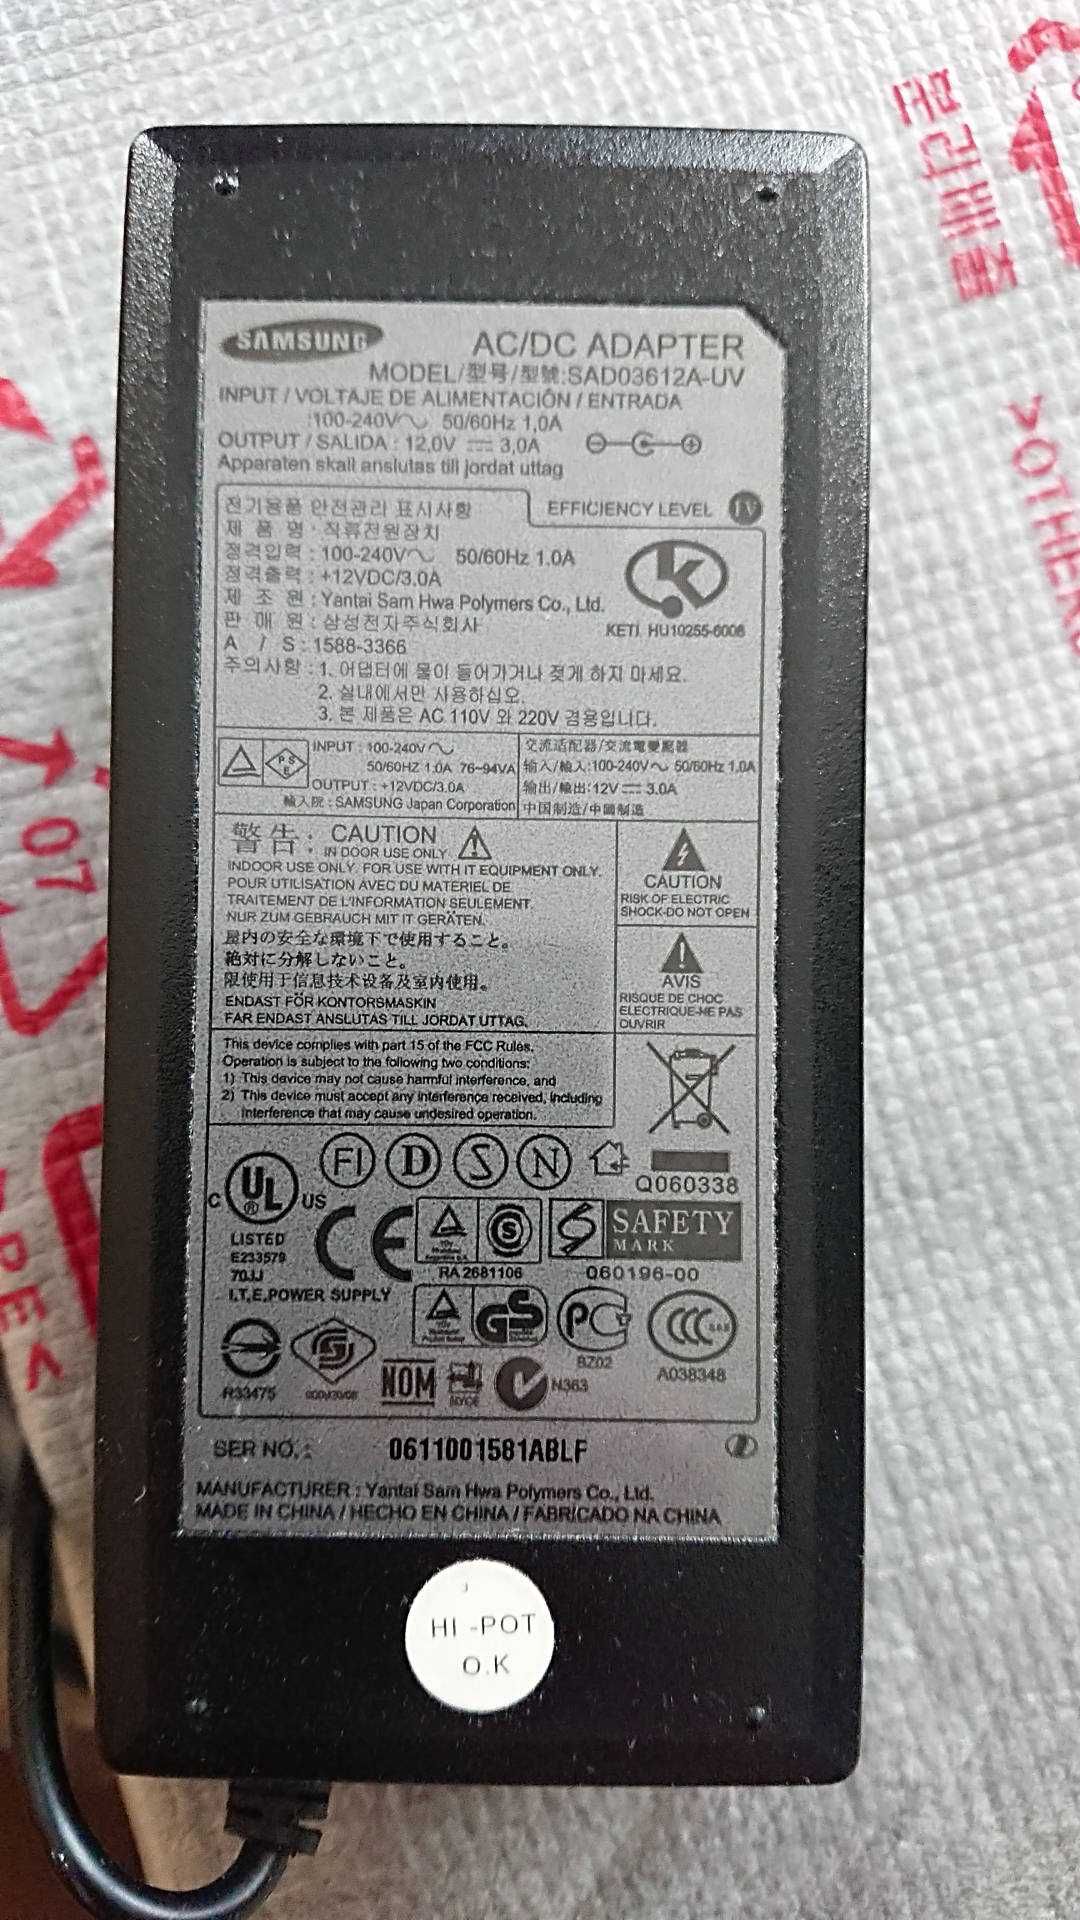 SAMSUNG
AC/DC ADAPTER
MODEL/型号/型號:SAD03612A-UV
INPUT / VOLTAJE DE ALIMENTACIÓN / ENTRADA
:100-240V 50/60Hz 1,0A
OUTPUT / SALIDA : 12,0V 3,0A
Apparaten skall anslutas till jordat uttag
전기용품 안전관리 표시사항
EFFICIENCY LEVEL IV
제 품 명 : 직류전원장치
정격입력 : 100-240V 50/60Hz 1.0A
정격출력 : +12VDC/3.0A
제 조 원 : Yantai Sam Hwa Polymers Co., Ltd.
판 매 원 : 삼성전자주식회사
KETI HU10255-6006
A / S : 1588-3366
주의사항 : 1. 어댑터에 물이 들어가거나 젖게 하지 마세요.
2. 실내에서만 사용하십오.
3. 본 제품은 AC 110V 와 220V 겸용입니다.
PSE
INPUT : 100-240V
50/60HZ 1.0A 76-94VA
OUTPUT : +12VDC/3.0A
輸入院 : SAMSUNG Japan Corporation
交流适配器/交流電變壓器
输入/輸入:100-240V 50/60Hz 1.0A
输出/輸出:12V 3.0A
中国制造/中國製造
警告: CAUTION
IN DOOR USE ONLY
INDOOR USE ONLY. FOR USE WITH IT EQUIPMENT ONLY.
POUR UTILISATION AVEC DU MATERIEL DE
TRAITEMENT DE L'INFORMATION SEULEMENT.
NUR ZUM GEBRAUCH MIT IT GERÄTEN.
屋内の安全な環境下で使用すること。
絶対に分解しないこと。
限使用于信息技术设备及室内使用。
ENDAST FÖR KONTORSMASKIN
FAR ENDAST ANSLUTAS TILL JORDAT UTTAG.
CAUTION
RISK OF ELECTRIC
SHOCK-DO NOT OPEN
AVIS
RISQUE DE CHOC
ELECTRIQUE-NE PAS
OUVRIR
This device complies with part 15 of the FCC Rules.
Operation is subject to the following two conditions:
1) This device may not cause harmful interference, and
2) This device must accept any interference received, including
interference that may cause undesired operation.
C UL US
FI D S N
Q060338
LISTED
E233579
70JJ
I.T.E.POWER SUPPLY
CE
TÜV
S
RA 2681106
SAFETY
MARK
060196-00
TÜV
GS
PC
BZ02
CCC
A038348
R33475
NOM
NYCE
N363
SER NO. : 0611001581ABLF
MANUFACTURER : Yantai Sam Hwa Polymers Co., Ltd.
MADE IN CHINA / HECHO EN CHINA / FABRICADO NA CHINA
HI -POT
O.K
분리배출
>OTHER
07